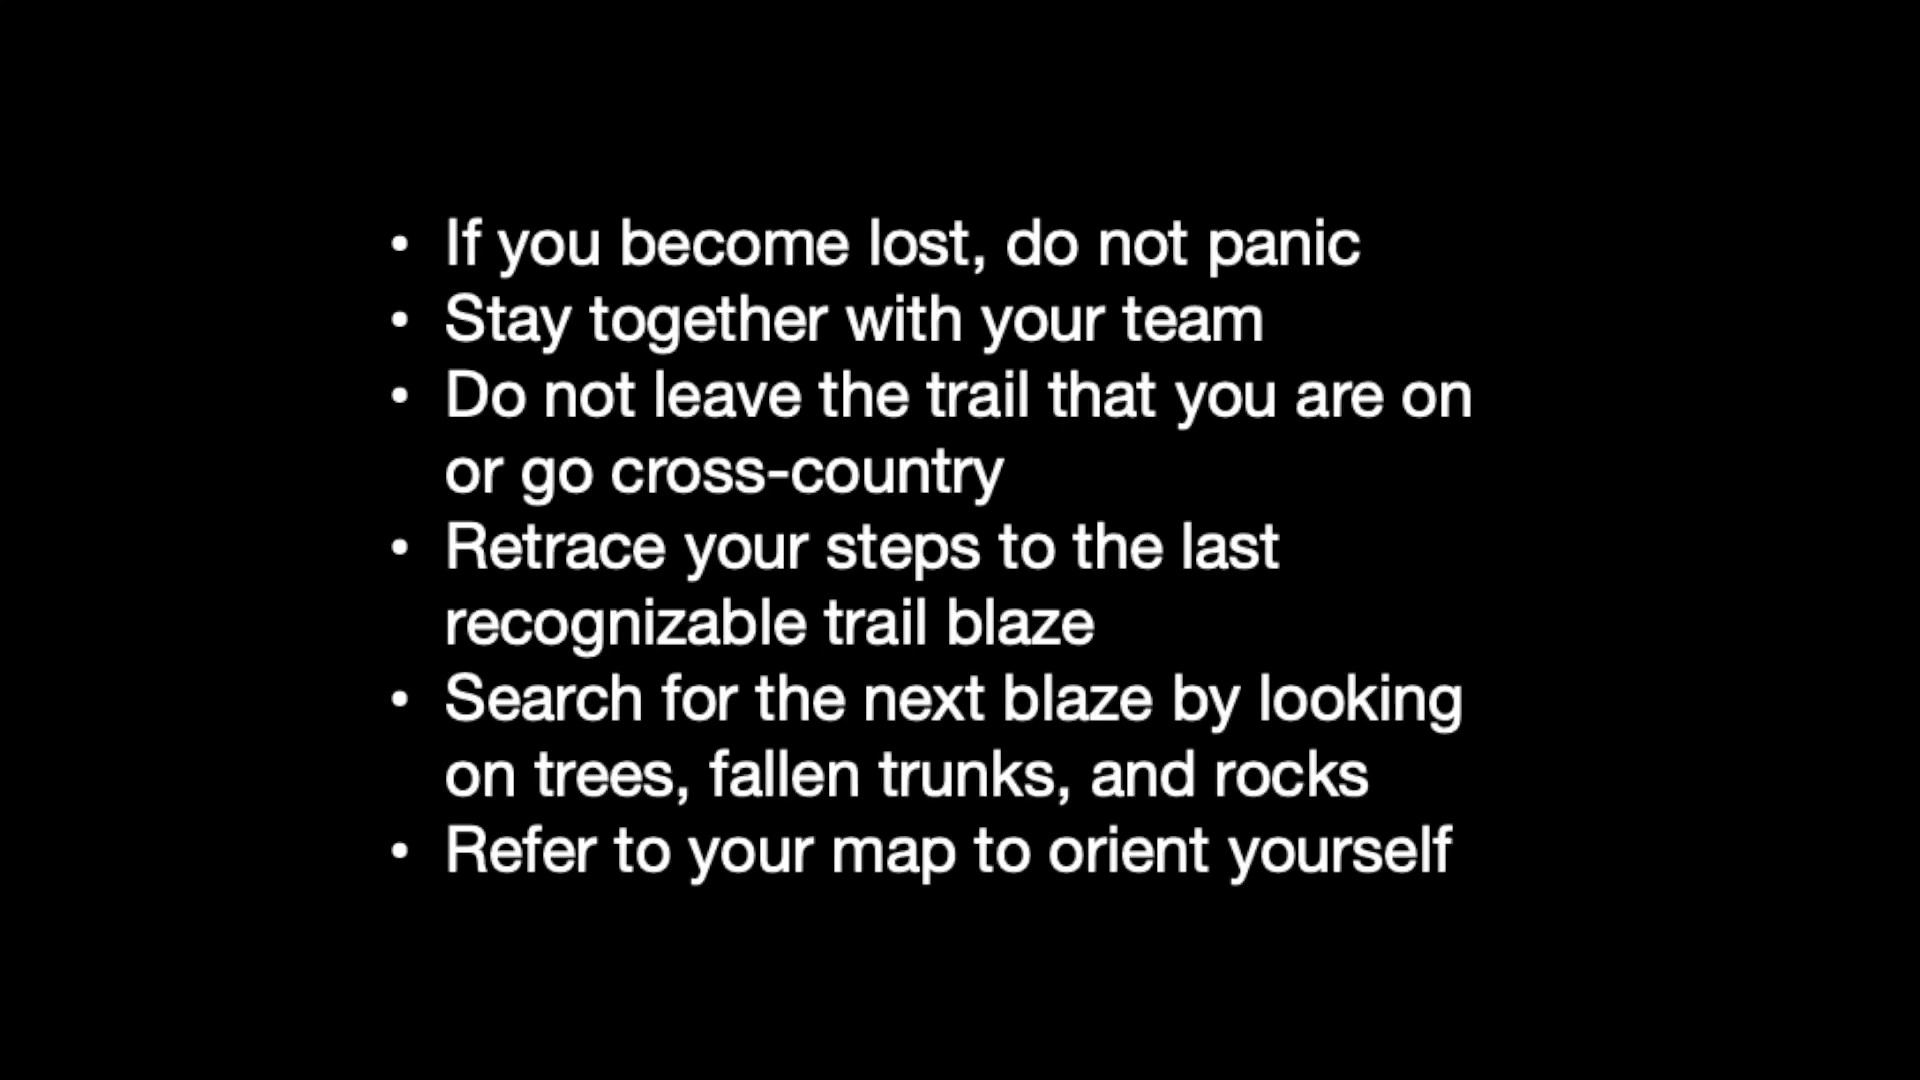 • If you become lost, do not panic
• Stay together with your team
• Do not leave the trail that you are on
or go cross-country
• Retrace your steps to the last
recognizable trail blaze
• Search for the next blaze by looking
on trees, fallen trunks, and rocks
• Refer to your map to orient yourself